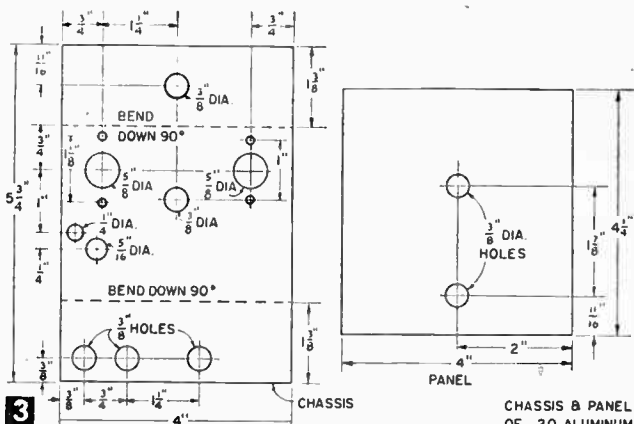 3/4" 1 1/4" 3/4"
11/16"
3/8" DIA.
1 3/8"
BEND
DOWN 90°
3/4"
1 1/8"
1"
5/8" DIA
5/8" DIA
3/8" DIA
5 3/4"
1"
1/4" DIA.
5/16" DIA.
1 1/4"
BEND DOWN 90°
3/8" HOLES
1 3/8"
3/8"
3/8" 3/4" 1 1/4"
4"
CHASSIS
3
3/8" DIA.
HOLES
1 7/8"
4 1/4"
11/16"
2"
4"
PANEL
CHASSIS & PANEL
OF .30 ALUMINUM